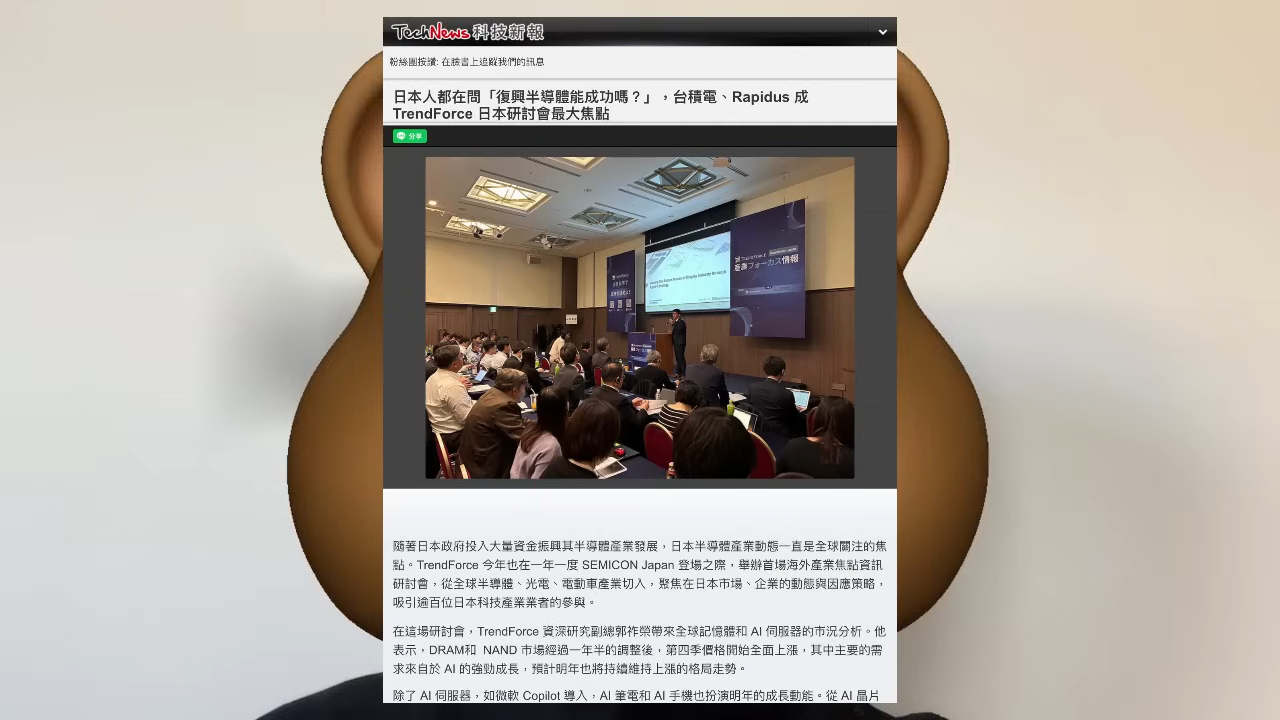 TechNews 科技新報
粉絲團按讚: 在臉書上追蹤我們的訊息
日本人都在問「復興半導體能成功嗎？」，台積電、Rapidus 成
TrendForce 日本研討會最大焦點
分享
TrendForce
産業フォーカス情報
隨著日本政府投入大量資金振興其半導體產業發展，日本半導體產業動態一直是全球關注的焦
點。TrendForce 今年也在一年一度 SEMICON Japan 登場之際，舉辦首場海外產業焦點資訊
研討會，從全球半導體、光電、電動車產業切入，聚焦在日本市場、企業的動態與因應策略，
吸引逾百位日本科技產業業者的參與。
在這場研討會，TrendForce 資深研究副總郭祚榮帶來全球記憶體和 AI 伺服器的市況分析。他
表示，DRAM和 NAND 市場經過一年半的調整後，第四季價格開始全面上漲，其中主要的需
求來自於 AI 的強勁成長，預計明年也將持續維持上漲的格局走勢。
除了 AI 伺服器，如微軟 Copilot 導入，AI 筆電和 AI 手機也扮演明年的成長動能。從 AI 晶片